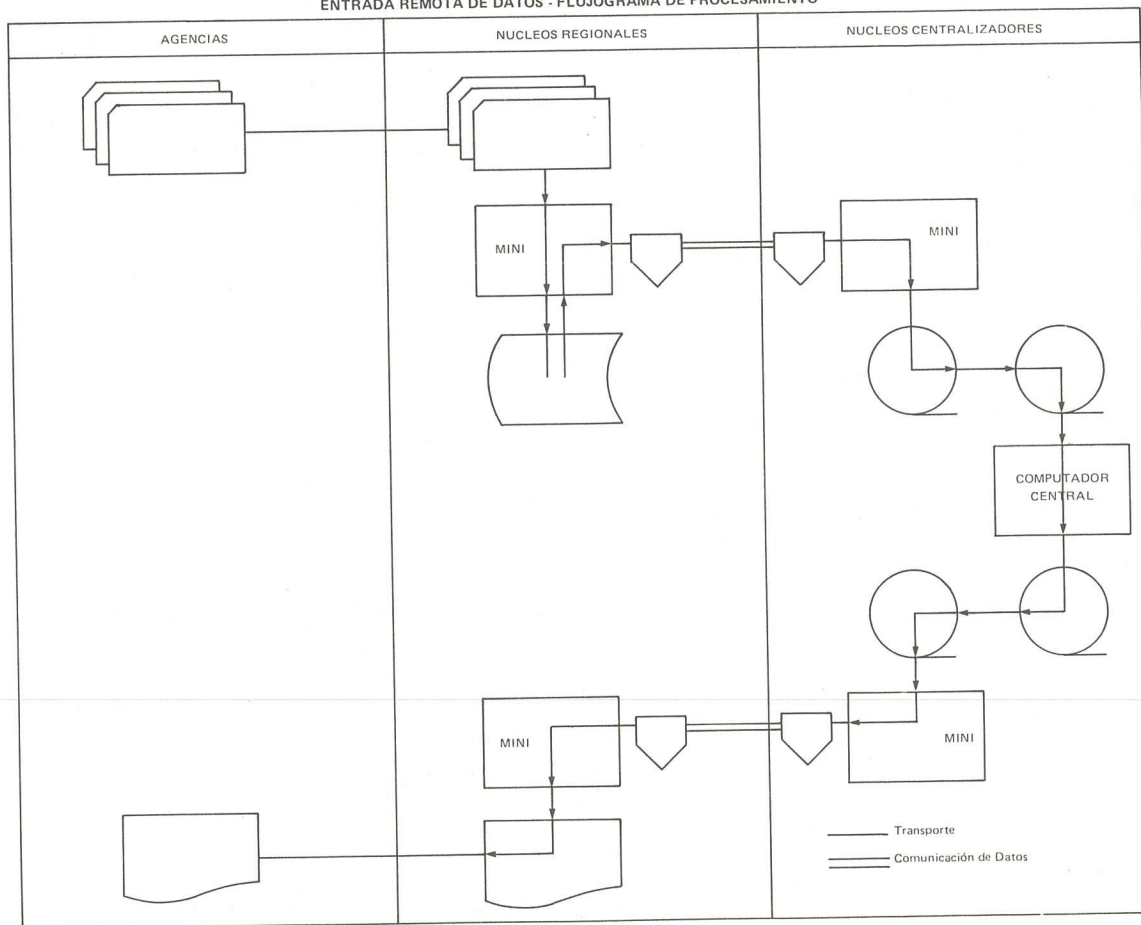 ENTRADA REMOTA DE DATOS - FLUJOGRAMA DE PROCESAMIENTO
AGENCIAS
NUCLEOS REGIONALES
NUCLEOS CENTRALIZADORES
MINI
MINI
COMPUTADOR
CENTRAL
MINI
MINI
Transporte
Comunicación de Datos